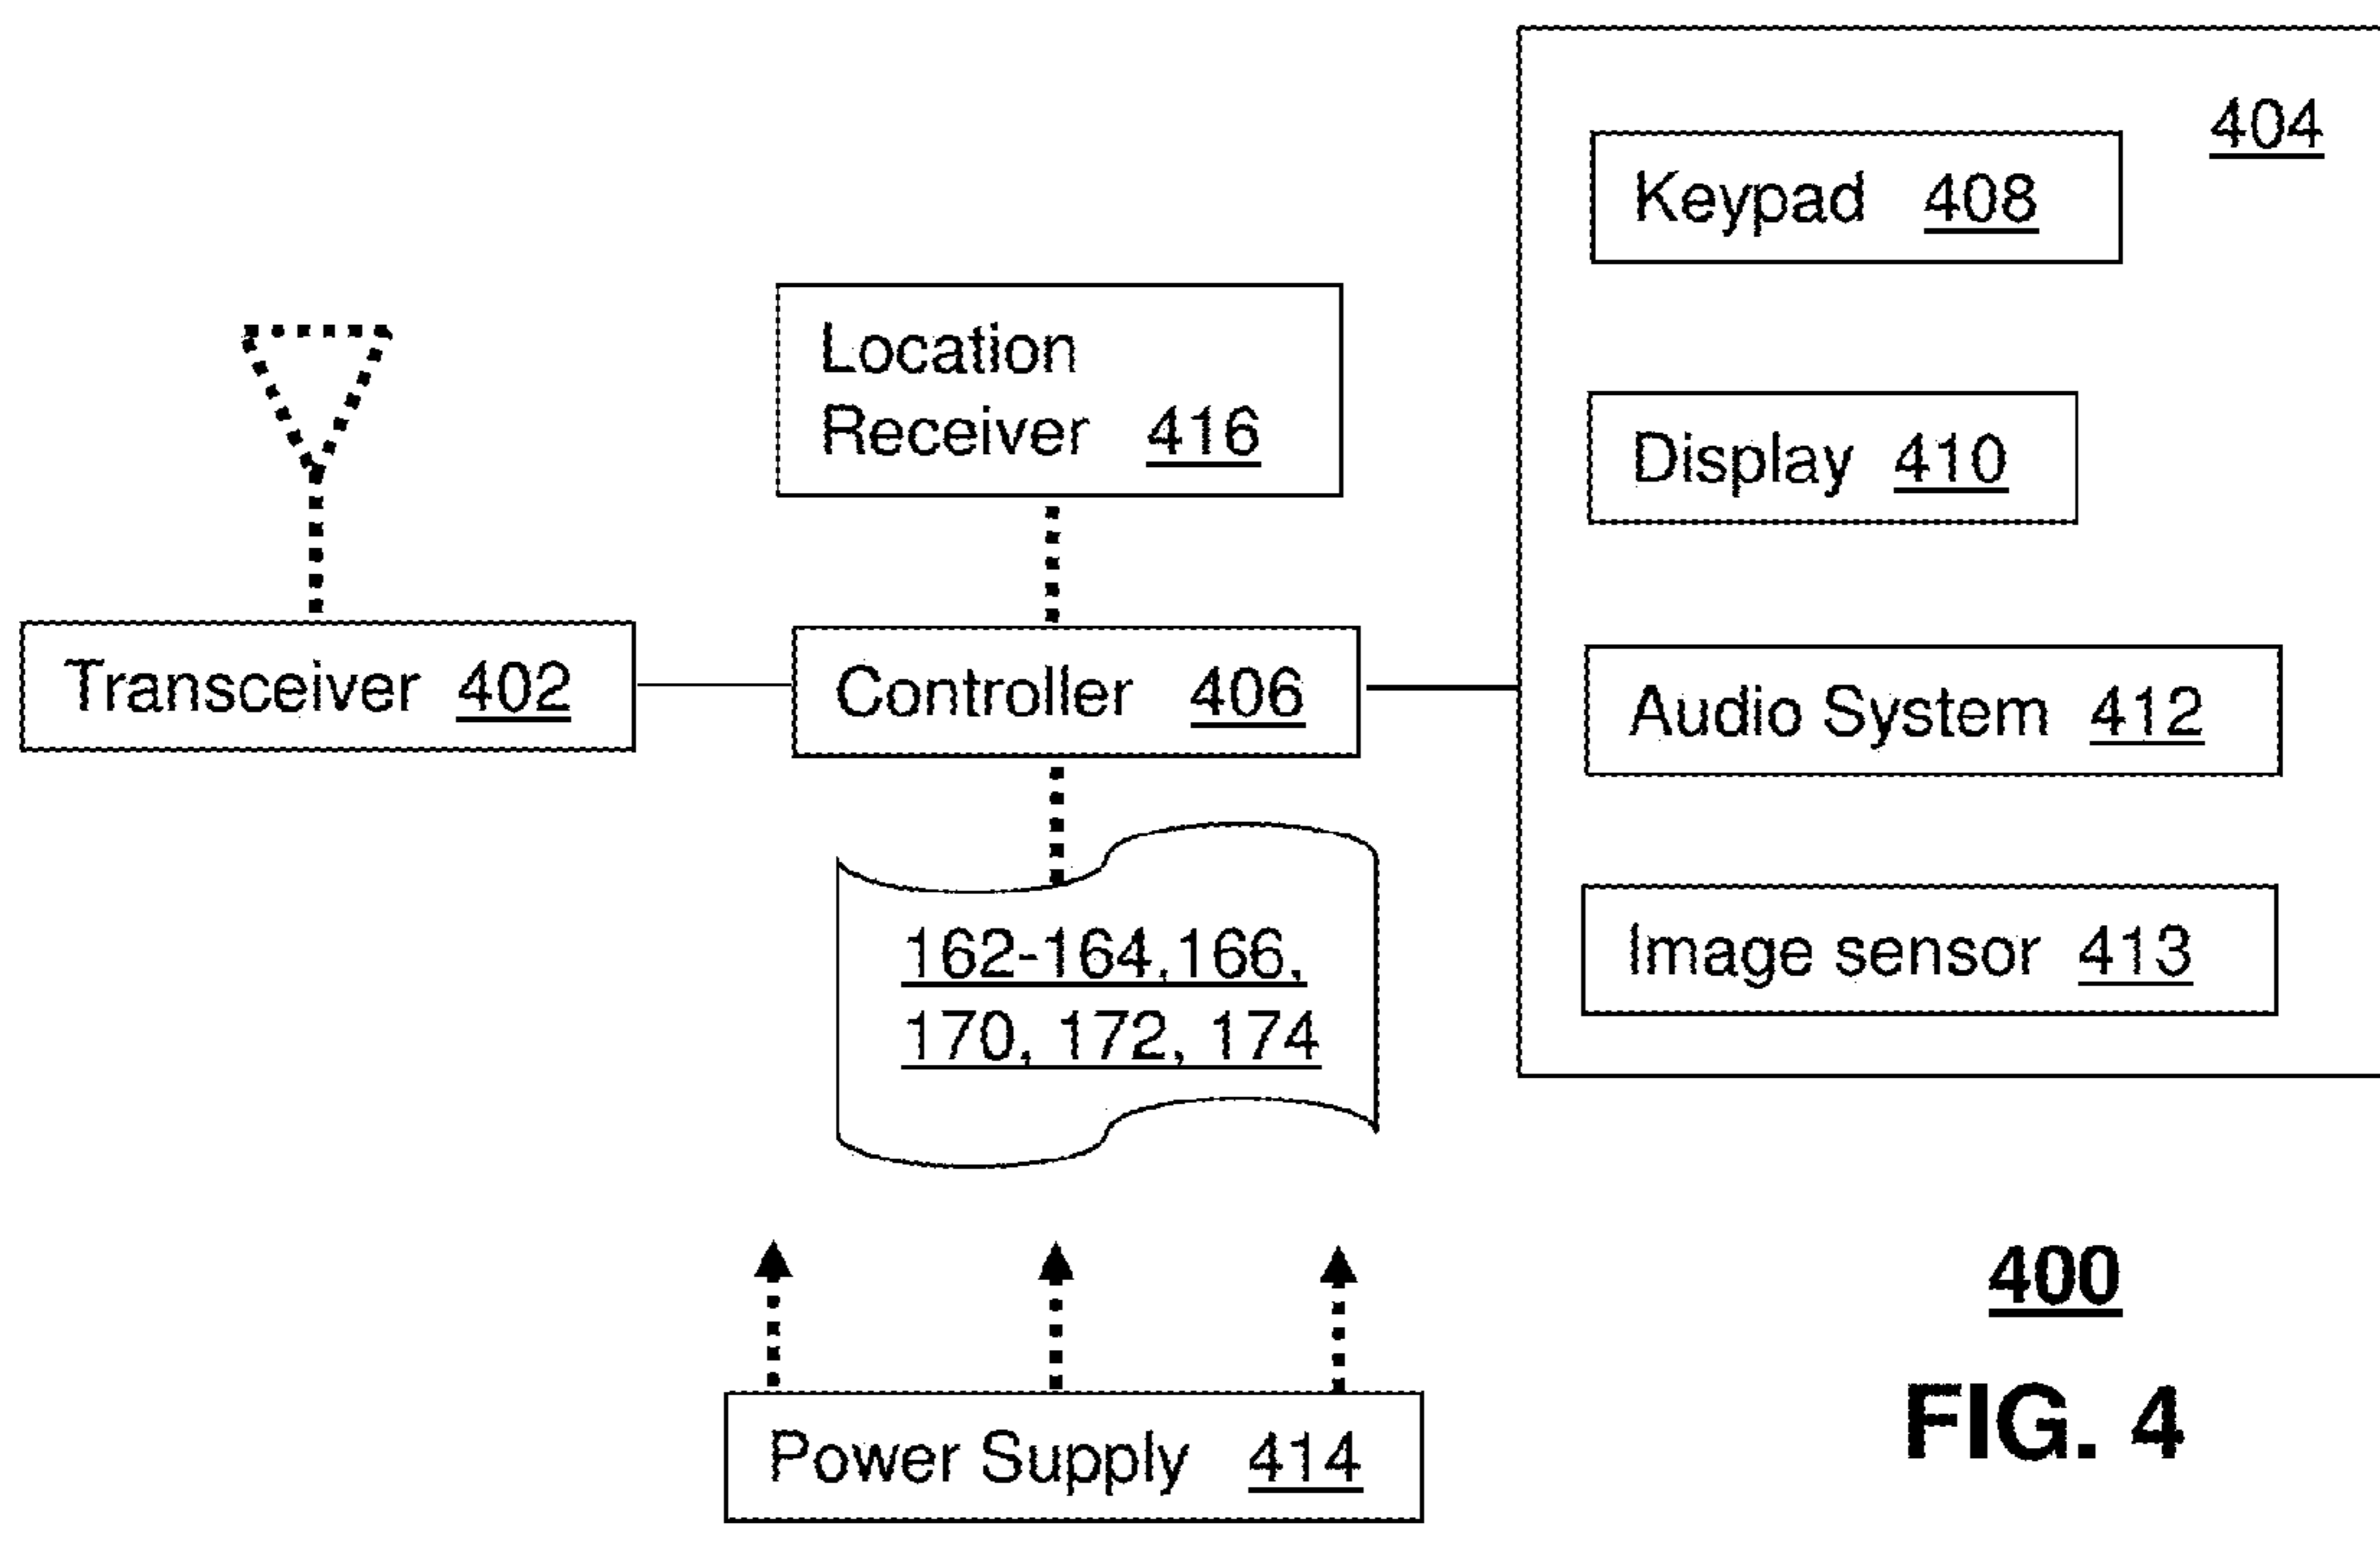 404
Keypad 408
Location
Receiver 416
Display 410
Transceiver 402
Controller 406
Audio System 412
162-164,166,
170, 172, 174
Image sensor 413
Power Supply 414
400
FIG. 4